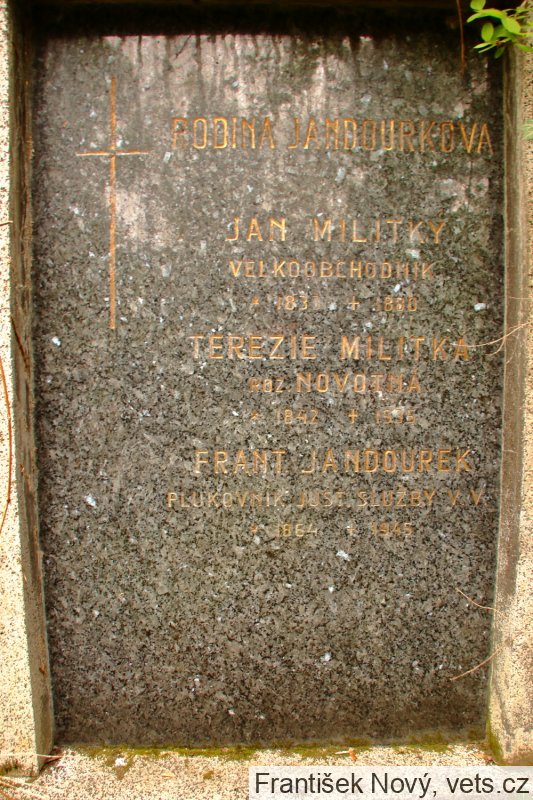 RODINA JANDOURKOVA
JAN MILITKÝ
VELKOOBCHODNÍK
* 183
TEREZIE MILITKÁ
ROZ. NOVOTNÁ
* 1842 +
FRANT. JANDOUREK
PLUKOVNÍK JUST. SLUŽBY V.V.
* 1864 + 1945
František Nový, vets.cz